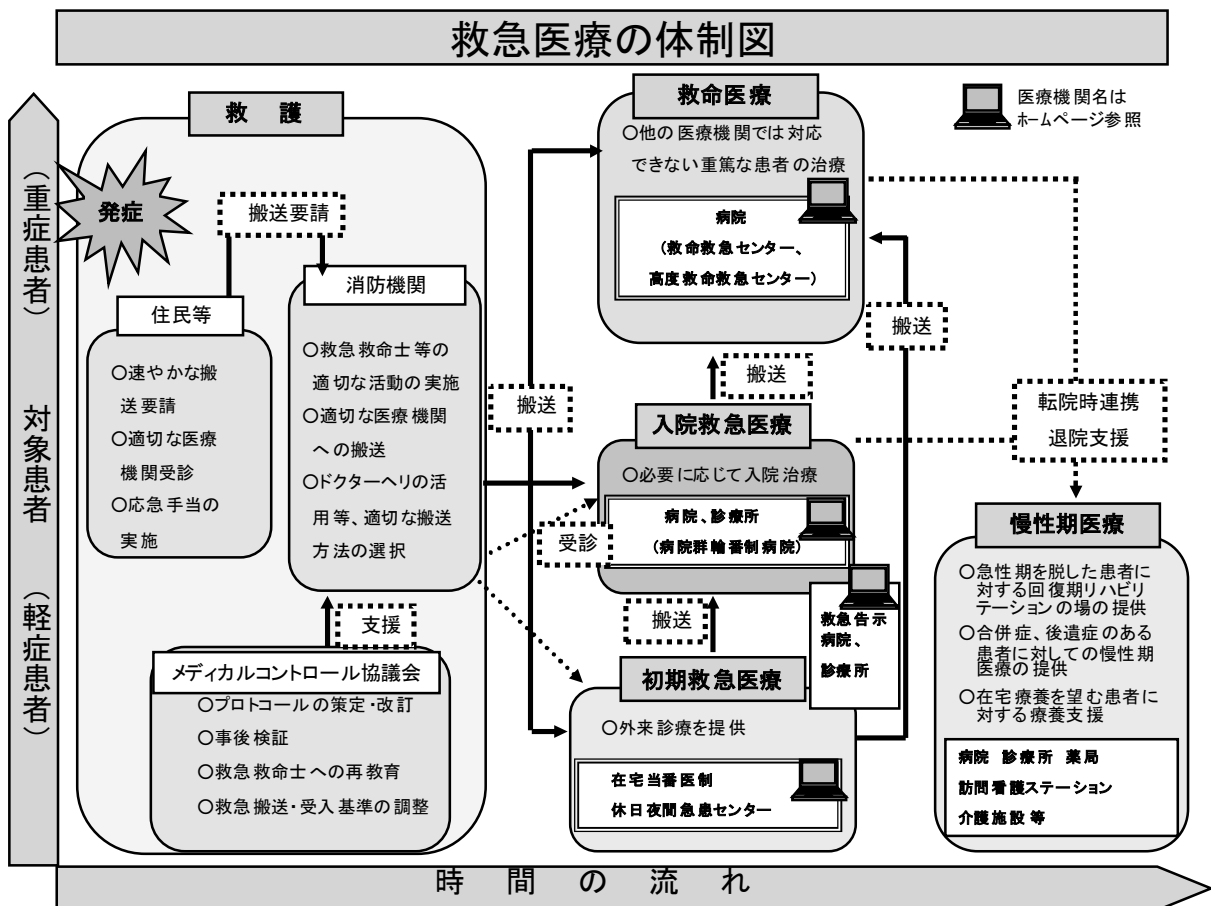 救急医療の体制図
医療機関名は
ホームページ参照
(重症患者)
対象患者
(軽症患者)
救 護
発症
搬送要請
住民等
○速やかな搬
送要請
○適切な医療
機関受診
○応急手当の
実施
消防機関
○救急救命士等の
適切な活動の実施
○適切な医療機関
への搬送
○ドクターヘリの活
用等、適切な搬送
方法の選択
支援
メディカルコントロール協議会
○プロトコールの策定・改訂
○事後検証
○救急救命士への再教育
○救急搬送・受入基準の調整
搬送
受診
救命医療
○他の医療機関では対応
できない重篤な患者の治療
病院
(救命救急センター、
高度救命救急センター)
搬送
搬送
入院救急医療
○必要に応じて入院治療
病院、診療所
(病院群輪番制病院)
搬送
救急告示
病院、
診療所
初期救急医療
○外来診療を提供
在宅当番医制
休日夜間急患センター
転院時連携
退院支援
慢性期医療
○急性期を脱した患者に
対する回復期リハビリ
テーションの場の提供
○合併症、後遺症のある
患者に対しての慢性期
医療の提供
○在宅療養を望む患者に
対する療養支援
病院 診療所 薬局
訪問看護ステーション
介護施設等
時 間 の 流 れ